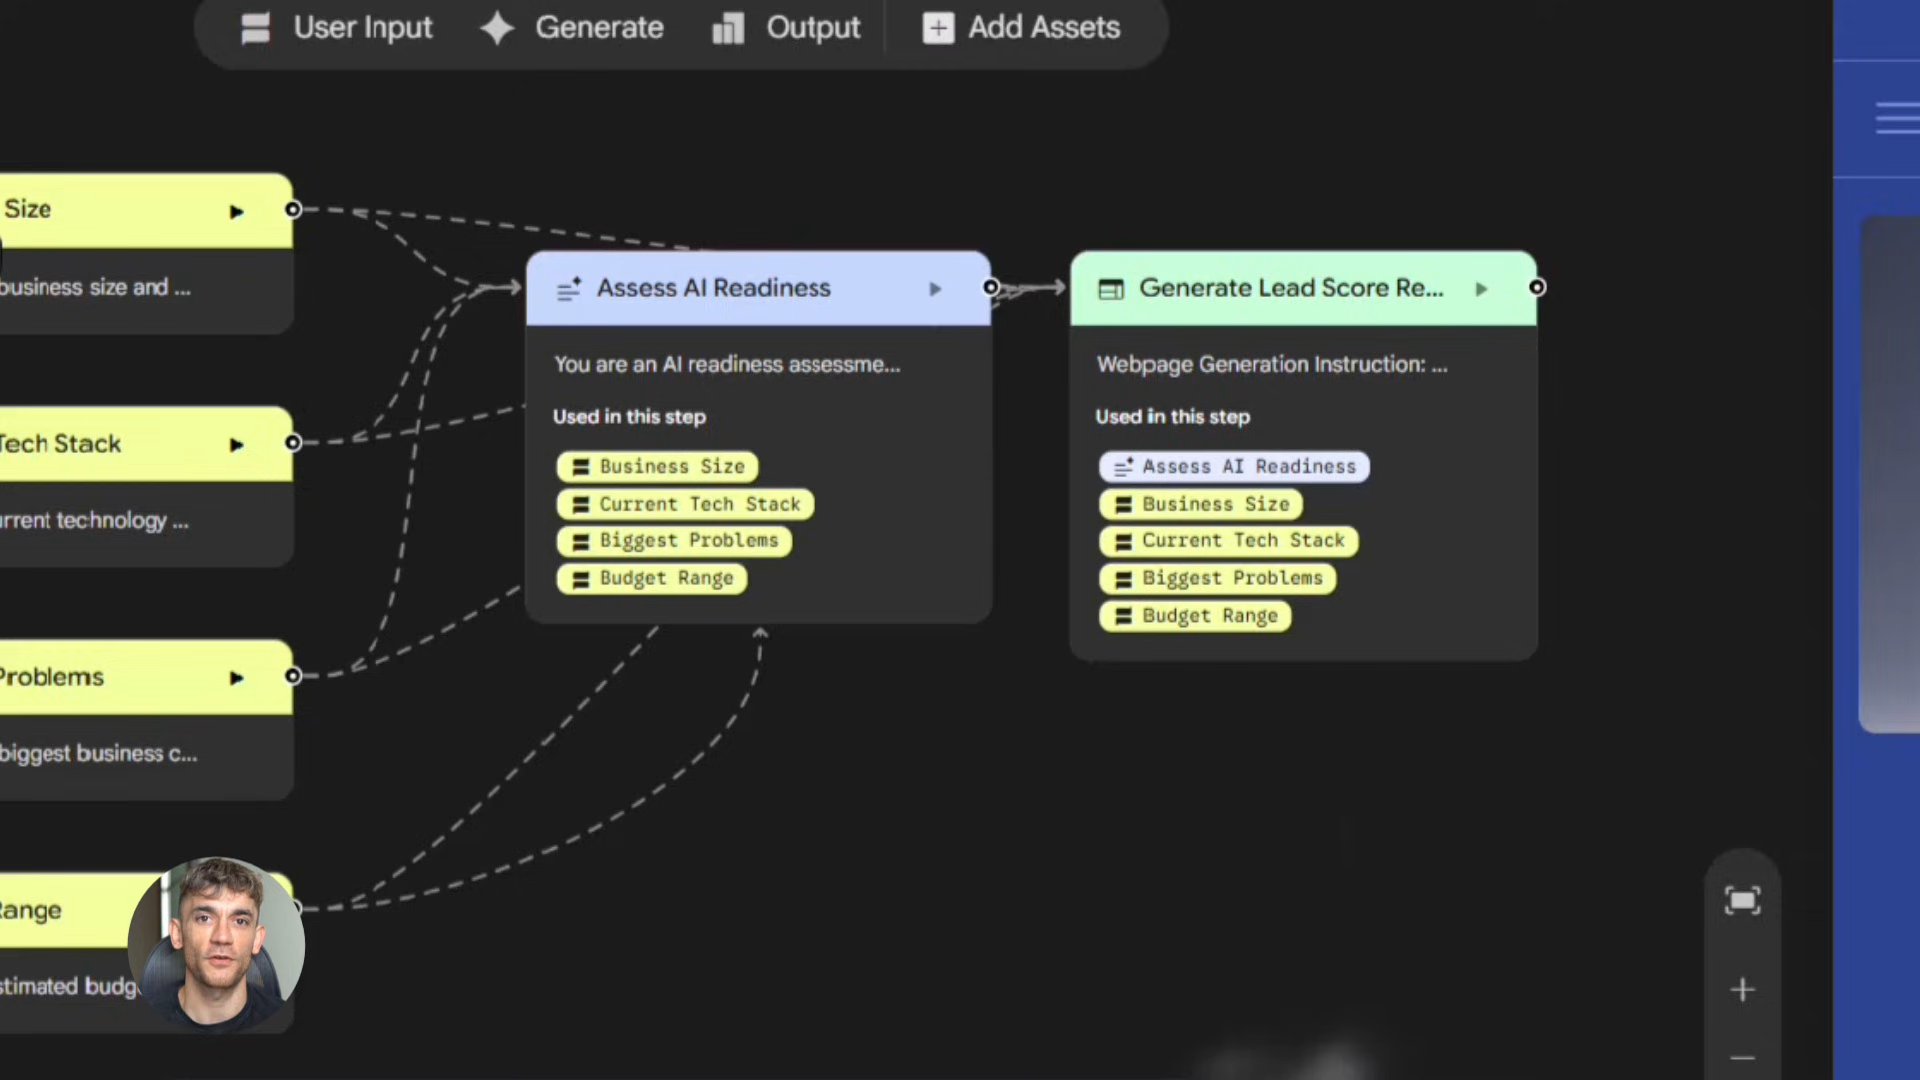 User Input
Generate
Output
Add Assets
Size
business size and ...
Tech Stack
urrent technology ...
Problems
biggest business c...
Range
stimated budg
Assess AI Readiness
You are an AI readiness assessme...
Used in this step
Business Size
Current Tech Stack
Biggest Problems
Budget Range
Generate Lead Score Re...
Webpage Generation Instruction: ...
Used in this step
Assess AI Readiness
Business Size
Current Tech Stack
Biggest Problems
Budget Range